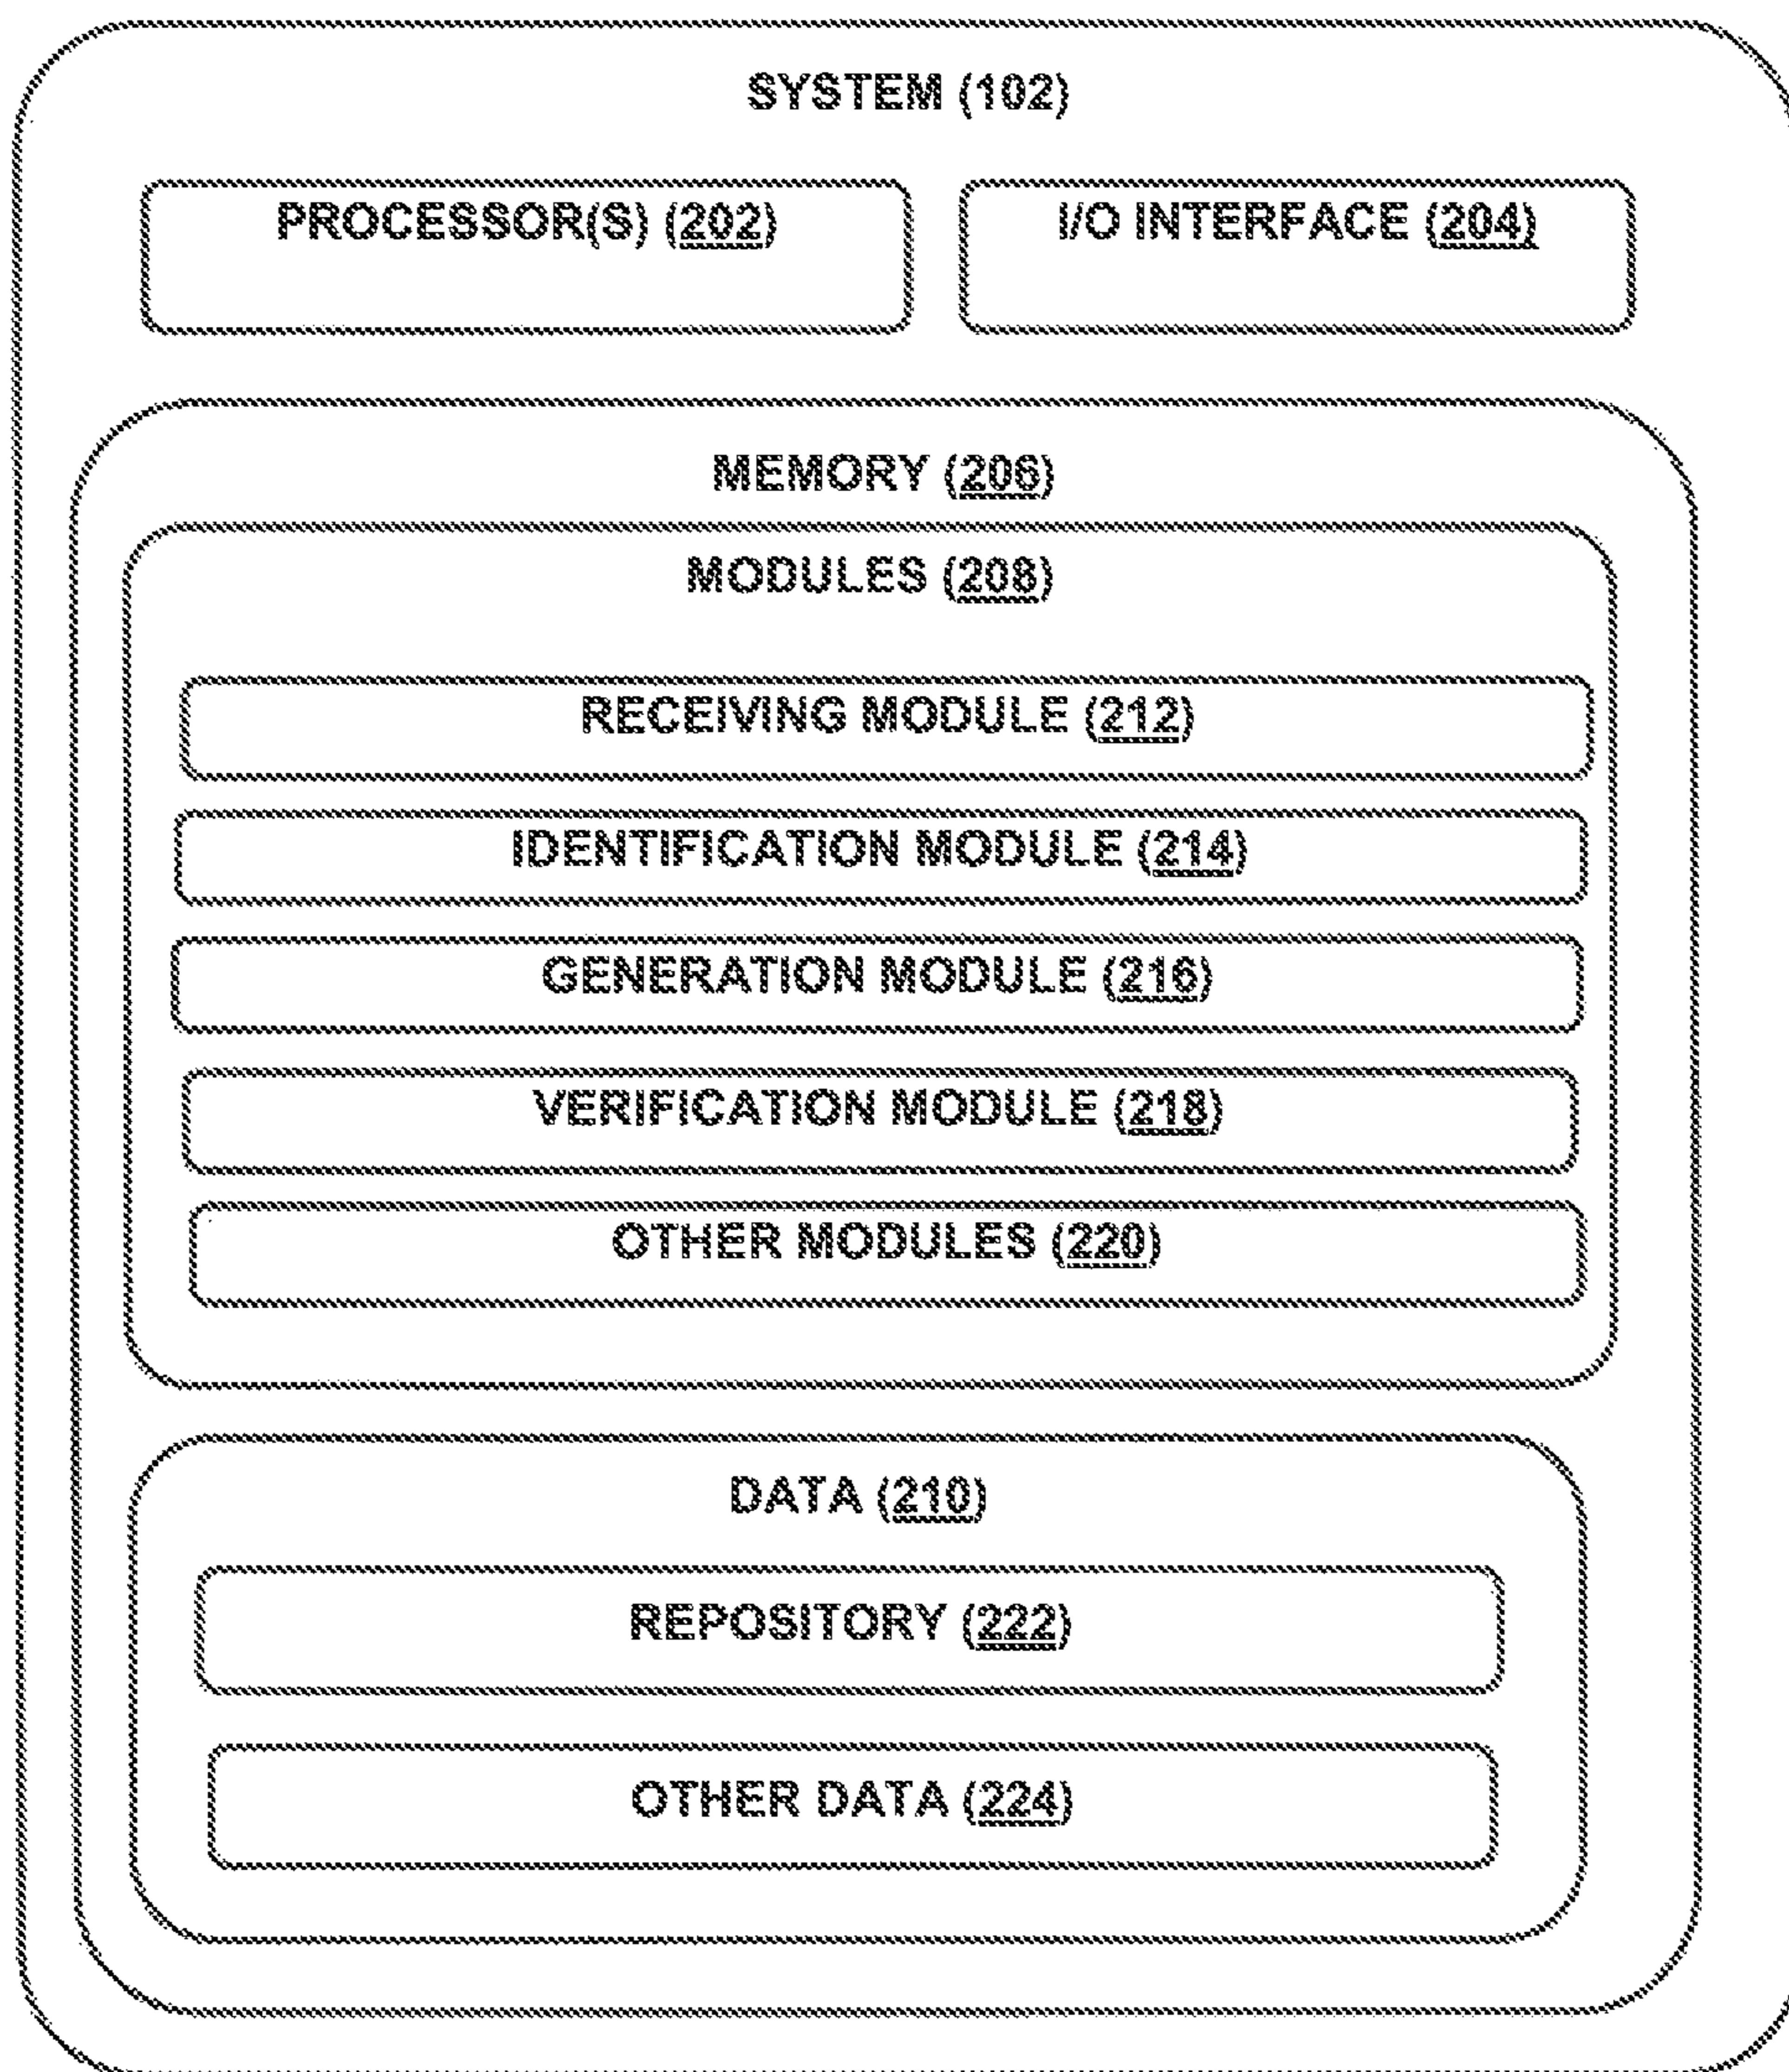 SYSTEM (102)
PROCESSOR(S) (202)
I/O INTERFACE (204)
MEMORY (206)
MODULES (208)
RECEIVING MODULE (212)
IDENTIFICATION MODULE (214)
GENERATION MODULE (216)
VERIFICATION MODULE (218)
OTHER MODULES (220)
DATA (210)
REPOSITORY (222)
OTHER DATA (224)